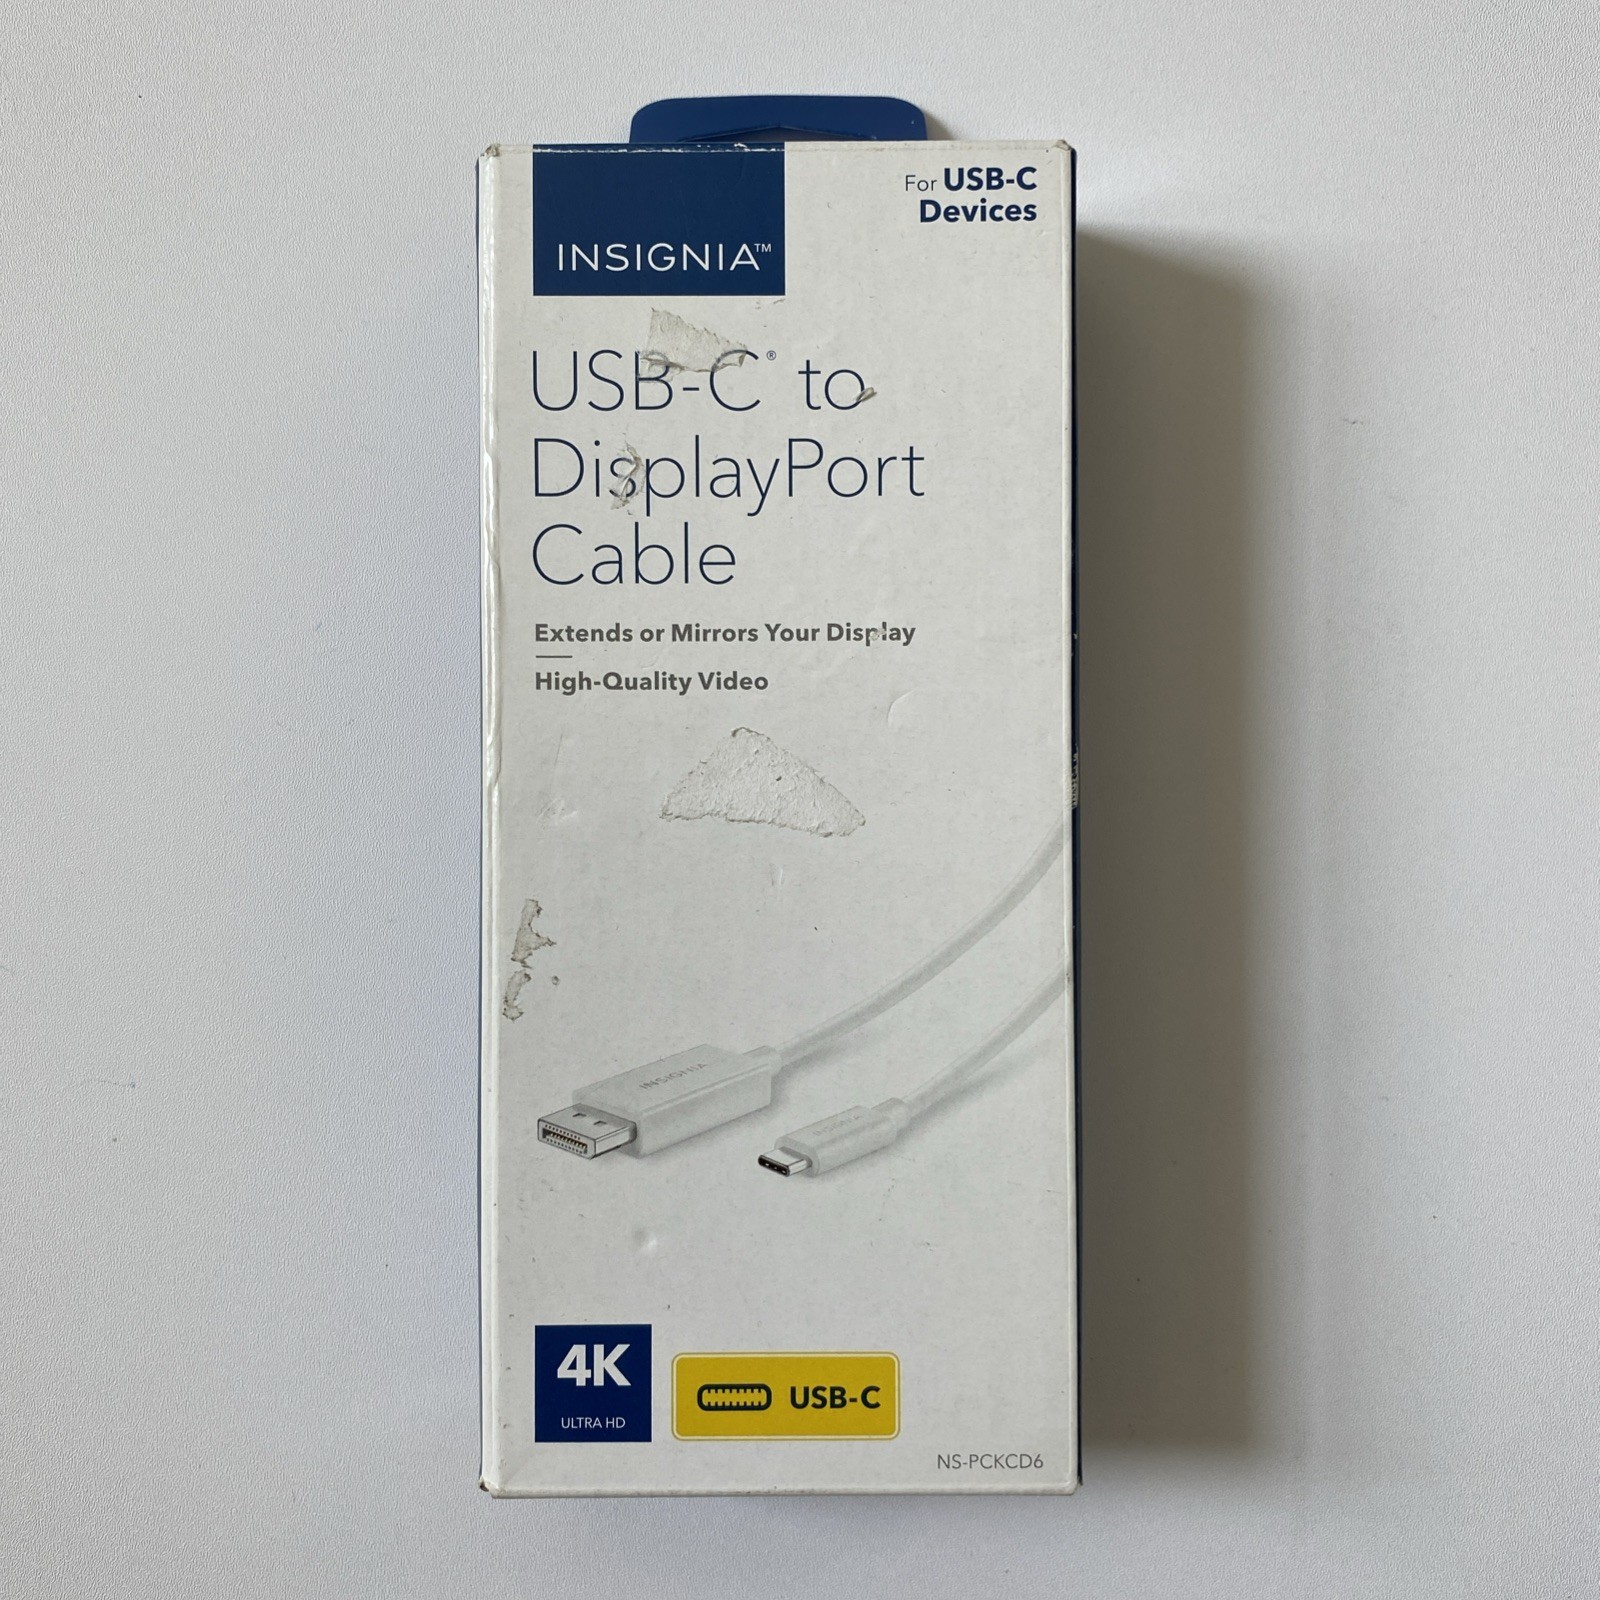 For USB-C
Devices
INSIGNIA™
USB-C® to
DisplayPort
Cable
Extends or Mirrors Your Display
High-Quality Video
INSIGNIA
INSIGNIA
4K
ULTRA HD
USB-C
NS-PCKCD6